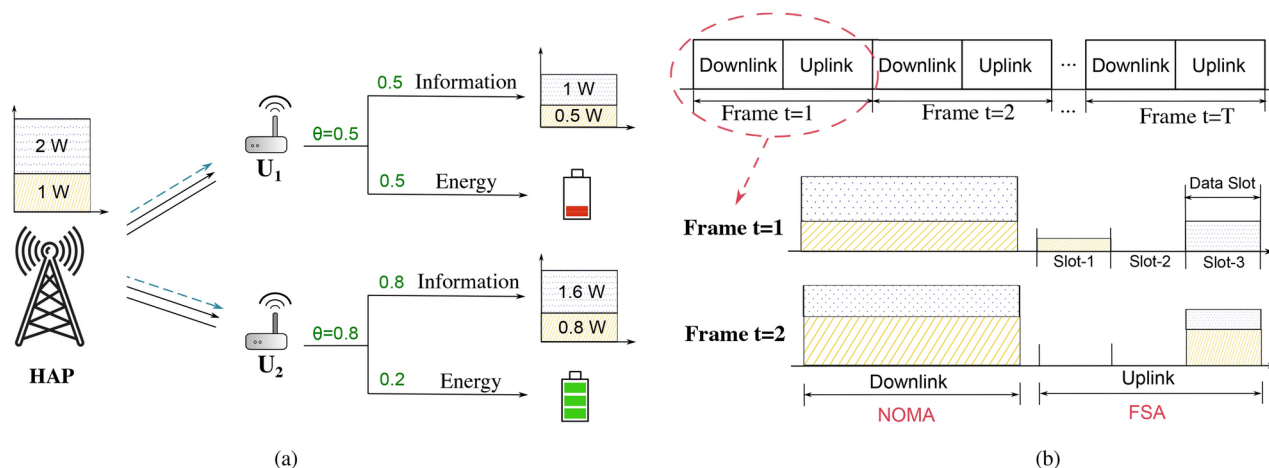 2 W
1 W
HAP
U1
θ=0.5
0.5 Information
1 W
0.5 W
0.5 Energy
U2
θ=0.8
0.8 Information
1.6 W
0.8 W
0.2 Energy
(a)
Downlink Uplink Downlink Uplink ... Downlink Uplink
Frame t=1 Frame t=2 ... Frame t=T
Data Slot
Frame t=1
Slot-1 Slot-2 Slot-3
Frame t=2
Downlink Uplink
NOMA FSA
(b)